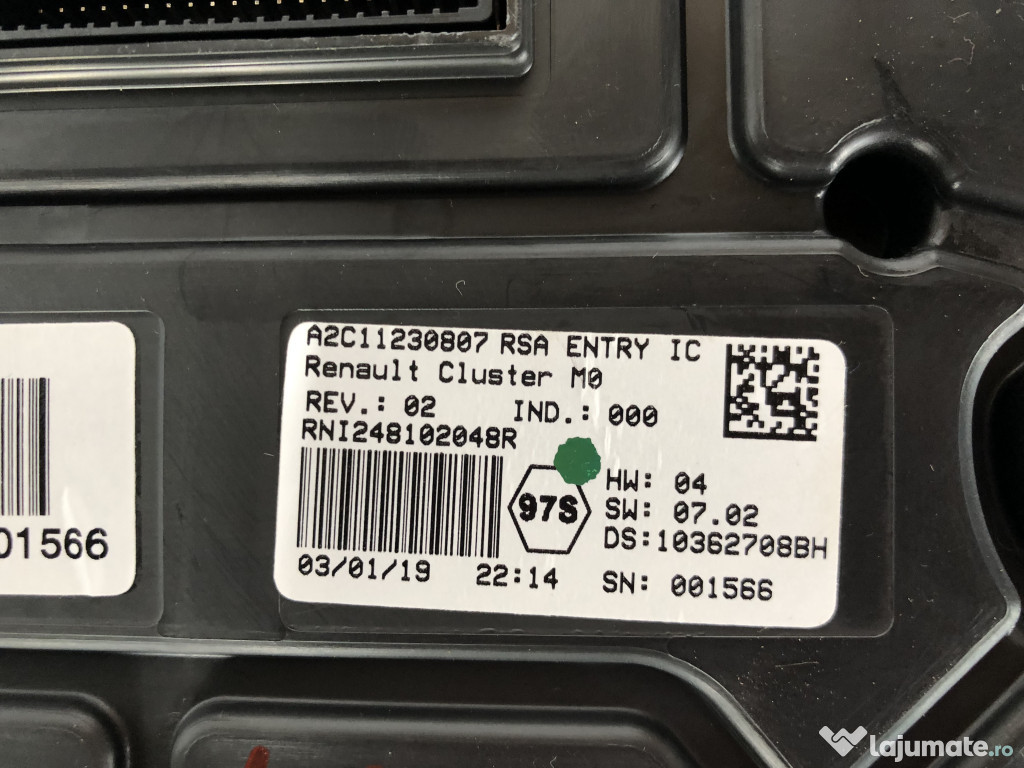 A2C11230807 RSA ENTRY IC
Renault Cluster M0
REV.: 02 IND.: 000
RNI248102048R
97S
HW: 04
SW: 07.02
DS:10362708BH
03/01/19 22:14 SN: 001566
01566
lajumate.ro